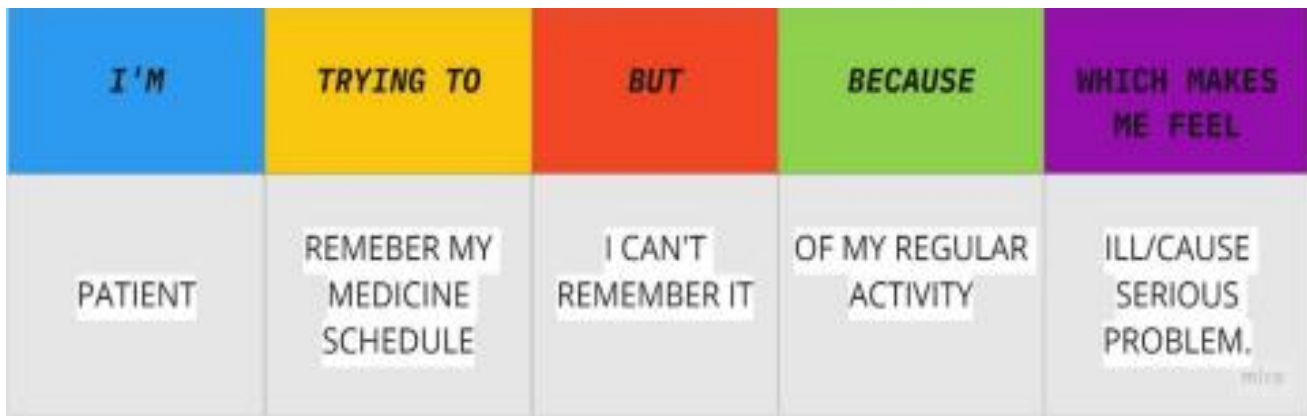 I'M
TRYING TO
BUT
BECAUSE
WHICH MAKES
ME FEEL
PATIENT
REMEBER MY
MEDICINE
SCHEDULE
I CAN'T
REMEMBER IT
OF MY REGULAR
ACTIVITY
ILL/CAUSE
SERIOUS
PROBLEM.
miro